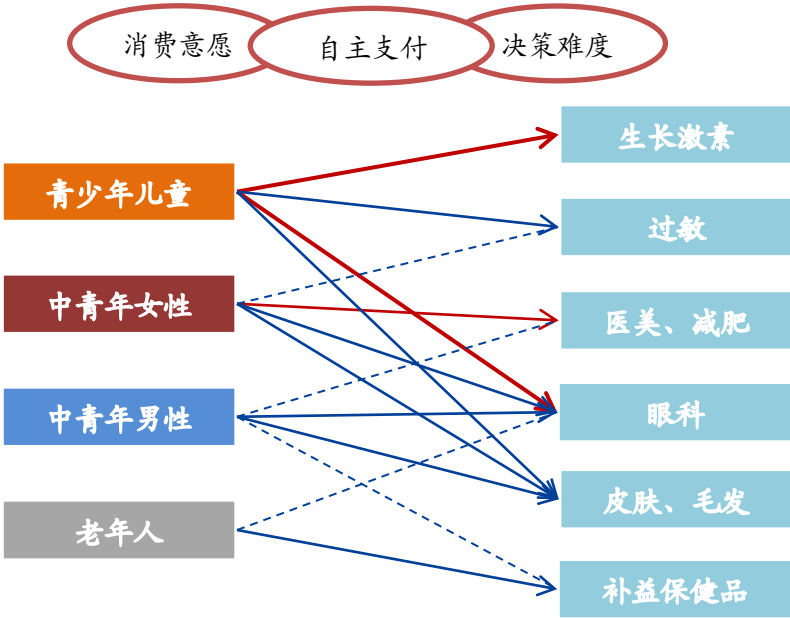 消费意愿
自主支付
决策难度
青少年儿童
中青年女性
中青年男性
老年人
生长激素
过敏
医美、减肥
眼科
皮肤、毛发
补益保健品